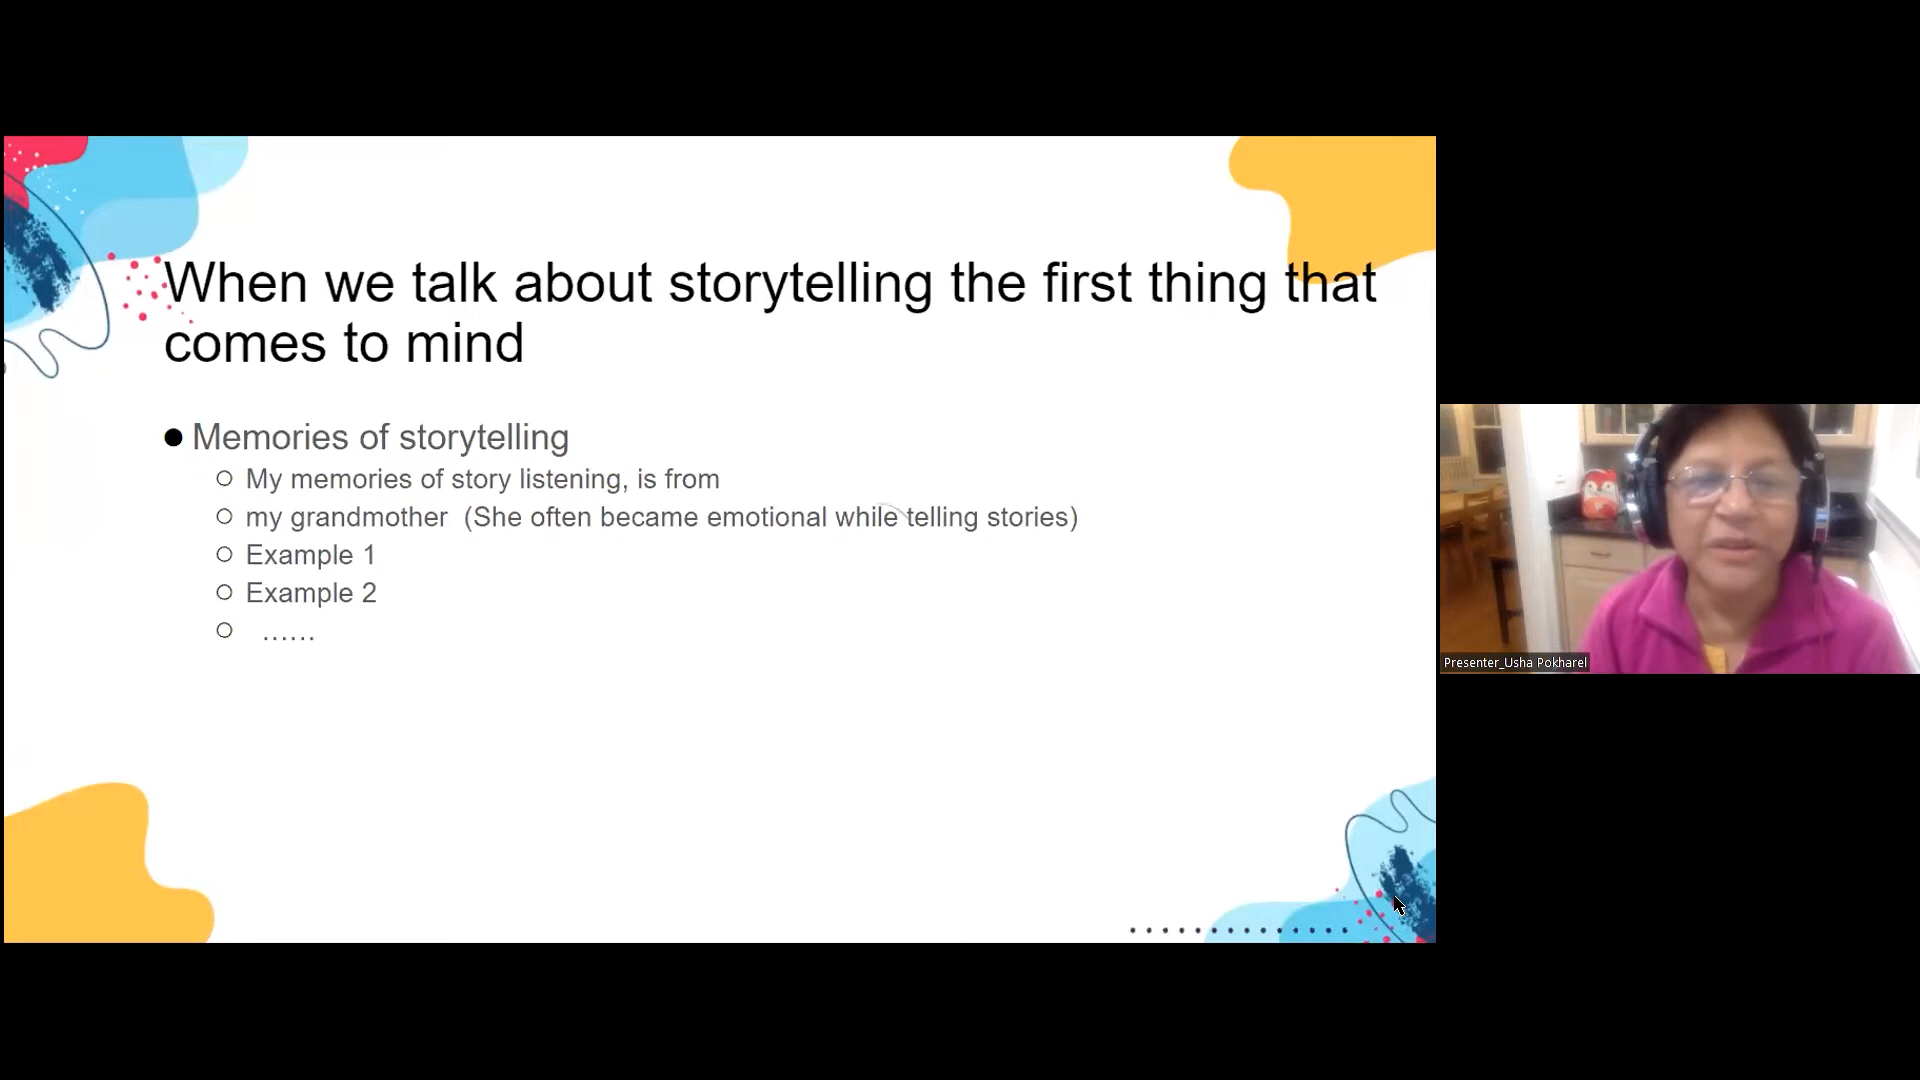 When we talk about storytelling the first thing that
comes to mind
● Memories of storytelling
○ My memories of story listening, is from
○ my grandmother (She often became emotional while telling stories)
○ Example 1
○ Example 2
○ ......
Presenter_Usha Pokharel